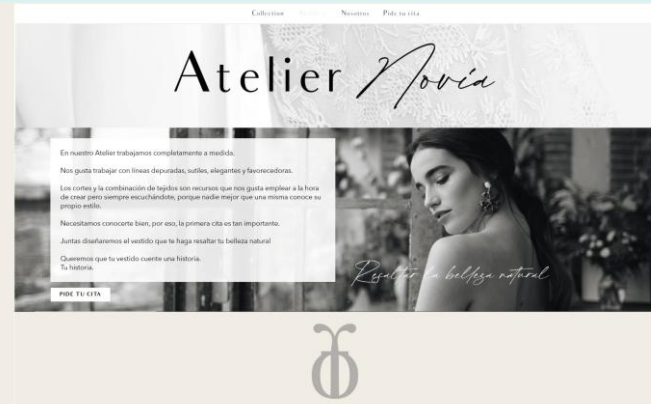 Collection Nosotros Pide tu cita
Atelier Novia
En nuestro Atelier trabajamos completamente a medida.
Nos gusta trabajar con líneas depuradas, sutiles, elegantes y favorecedoras.
Los cortes y la combinación de tejidos son recursos que nos gusta emplear a la hora
de crear pero siempre escuchándote, porque nadie mejor que una misma conoce su
propio estilo.
Necesitamos conocerte bien, por eso, la primera cita es tan importante.
Juntas diseñaremos el vestido que te haga resaltar tu belleza natural
Queremos que tu vestido cuente una historia.
Tu historia.
Resaltar la belleza natural
PIDE TU CITA